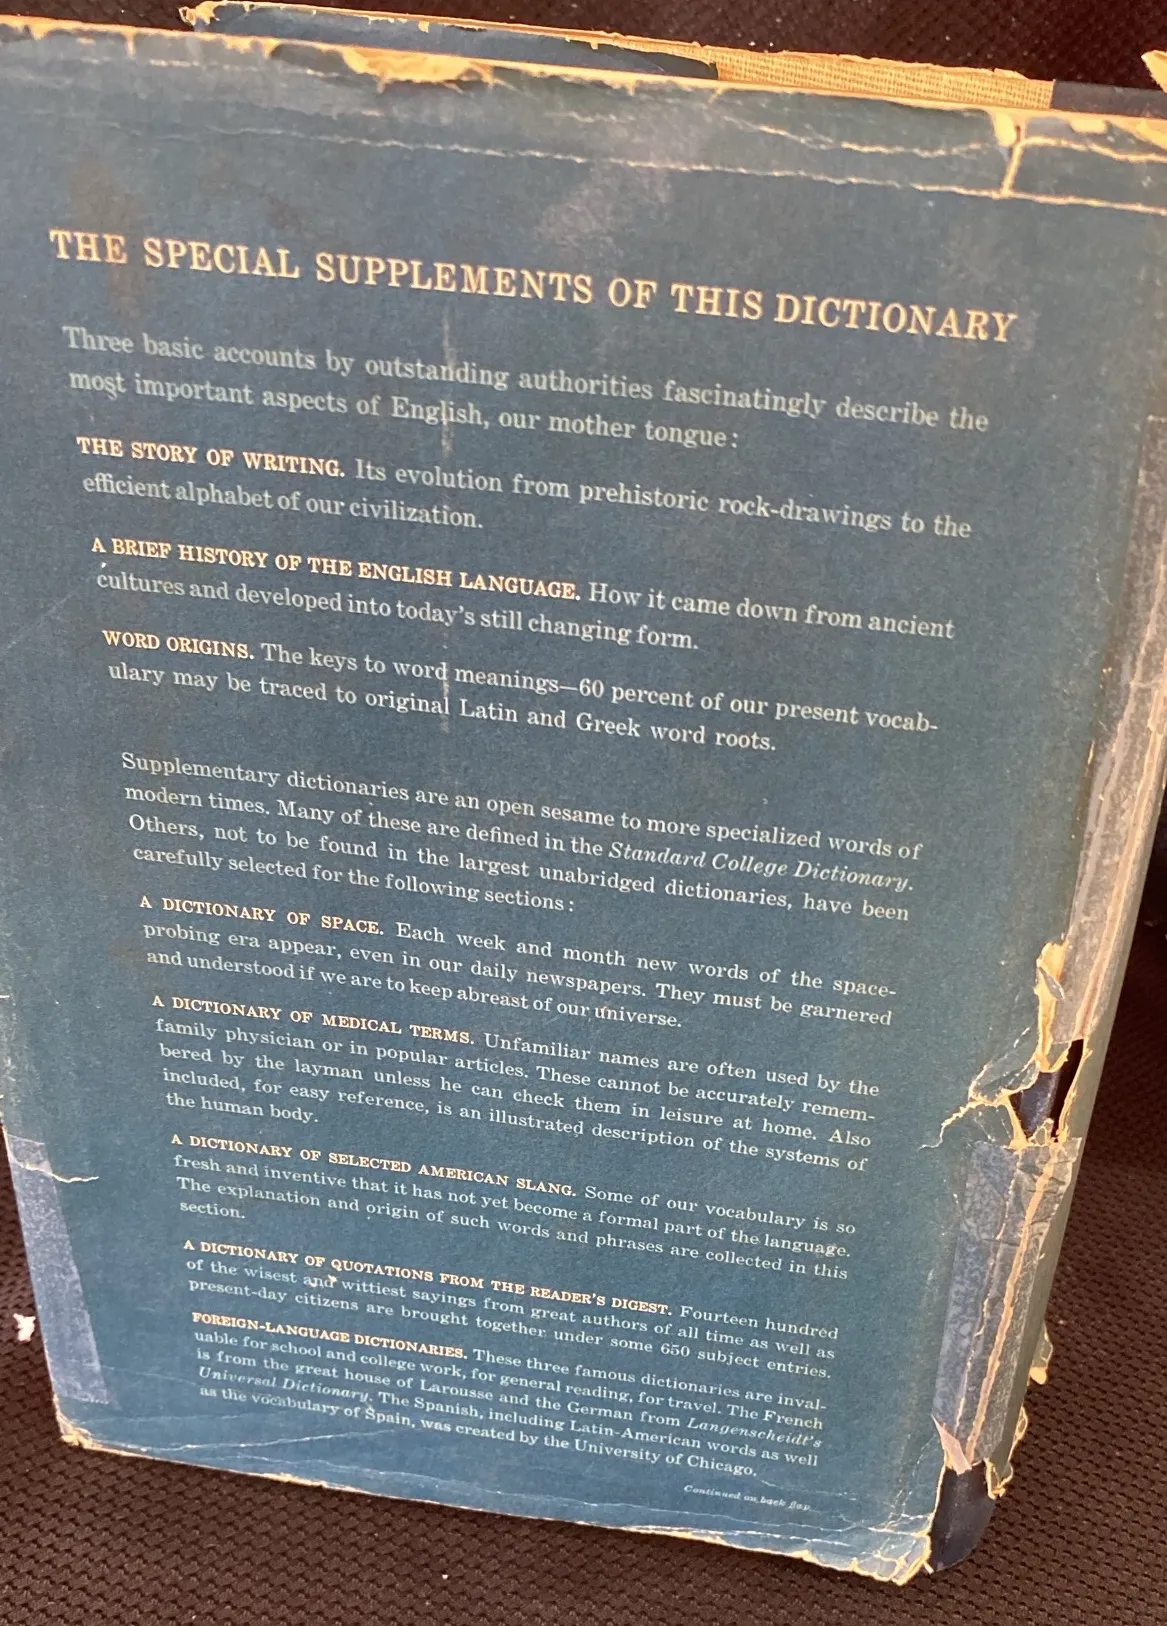 THE SPECIAL SUPPLEMENTS OF THIS DICTIONARY
Three basic accounts by outstanding authorities fascinatingly describe the
most important aspects of English, our mother tongue:
THE STORY OF WRITING. Its evolution from prehistoric rock-drawings to the
efficient alphabet of our civilization.
A BRIEF HISTORY OF THE ENGLISH LANGUAGE. How it came down from ancient
cultures and developed into today's still changing form.
WORD ORIGINS. The keys to word meanings—60 percent of our present vocab-
ulary may be traced to original Latin and Greek word roots.
Supplementary dictionaries are an open sesame to more specialized words of
modern times. Many of these are defined in the Standard College Dictionary.
Others, not to be found in the largest unabridged dictionaries, have been
carefully selected for the following sections:
A DICTIONARY OF SPACE. Each week and month new words of the space-
probing era appear, even in our daily newspapers. They must be garnered
and understood if we are to keep abreast of our universe.
A DICTIONARY OF MEDICAL TERMS. Unfamiliar names are often used by the
family physician or in popular articles. These cannot be accurately remem-
bered by the layman unless he can check them in leisure at home. Also
included, for easy reference, is an illustrated description of the systems of
the human body.
A DICTIONARY OF SELECTED AMERICAN SLANG. Some of our vocabulary is so
fresh and inventive that it has not yet become a formal part of the language.
The explanation and origin of such words and phrases are collected in this
section.
A DICTIONARY OF QUOTATIONS FROM THE READER'S DIGEST. Fourteen hundred
of the wisest and wittiest sayings from great authors of all time as well as
present-day citizens are brought together under some 650 subject entries.
FOREIGN-LANGUAGE DICTIONARIES. These three famous dictionaries are inval-
uable for school and college work, for general reading, for travel. The French
is from the great house of Larousse and the German from Langenscheidt's
Universal Dictionary. The Spanish, including Latin-American words as well
as the vocabulary of Spain, was created by the University of Chicago.
Continued on back flap